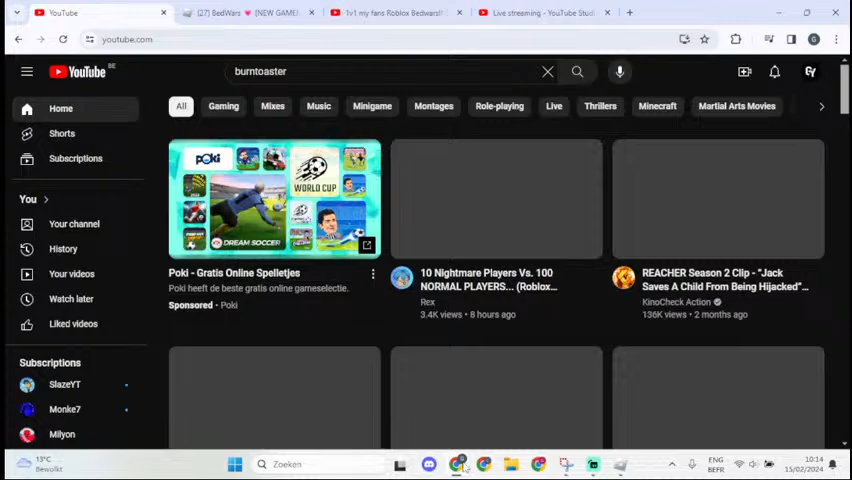 YouTube
(27) BedWars 💗 [NEW GAME]
1v1 my fans Roblox Bedwars!!
Live streaming - YouTube Studi
youtube.com
G
YouTube BE
burntoaster
GY
Home
Shorts
Subscriptions
You
Your channel
History
Your videos
Watch later
Liked videos
Subscriptions
SlazeYT
Monke7
Milyon
All
Gaming
Mixes
Music
Minigame
Montages
Role-playing
Live
Thrillers
Minecraft
Martial Arts Movies
poki
WORLD CUP
DREAM SOCCER
Poki - Gratis Online Spelletjes
Poki heeft de beste gratis online gameselectie.
Sponsored · Poki
10 Nightmare Players Vs. 100
NORMAL PLAYERS... (Roblox...
Rex
3.4K views • 8 hours ago
REACHER Season 2 Clip - “Jack
Saves A Child From Being Hijacked”...
KinoCheck Action
136K views • 2 months ago
13°C
Bewolkt
Zoeken
ENG
BEFR
10:14
15/02/2024